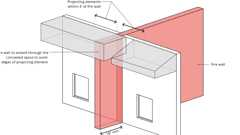 Projecting elements
within 6' of the wall
e wall to extend through the
concealed space to outer
edges of projecting element
Fire wall